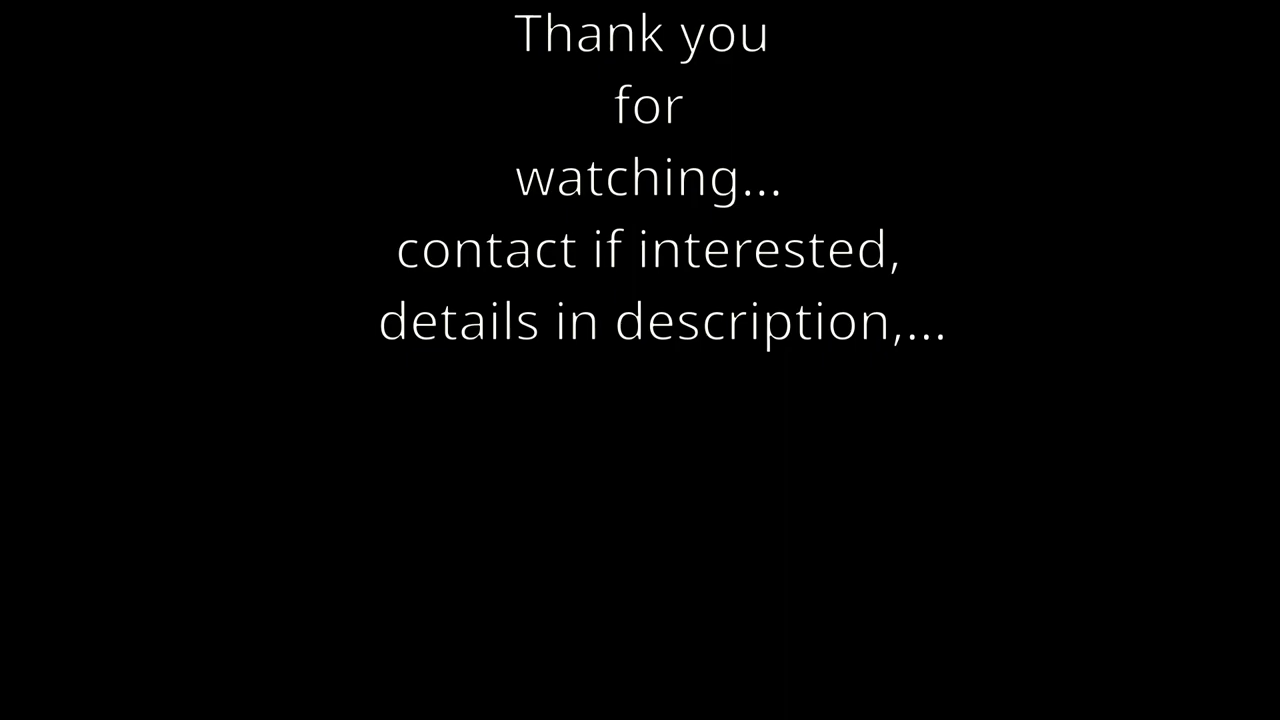 Thank you
for
watching...
contact if interested,
details in description,...